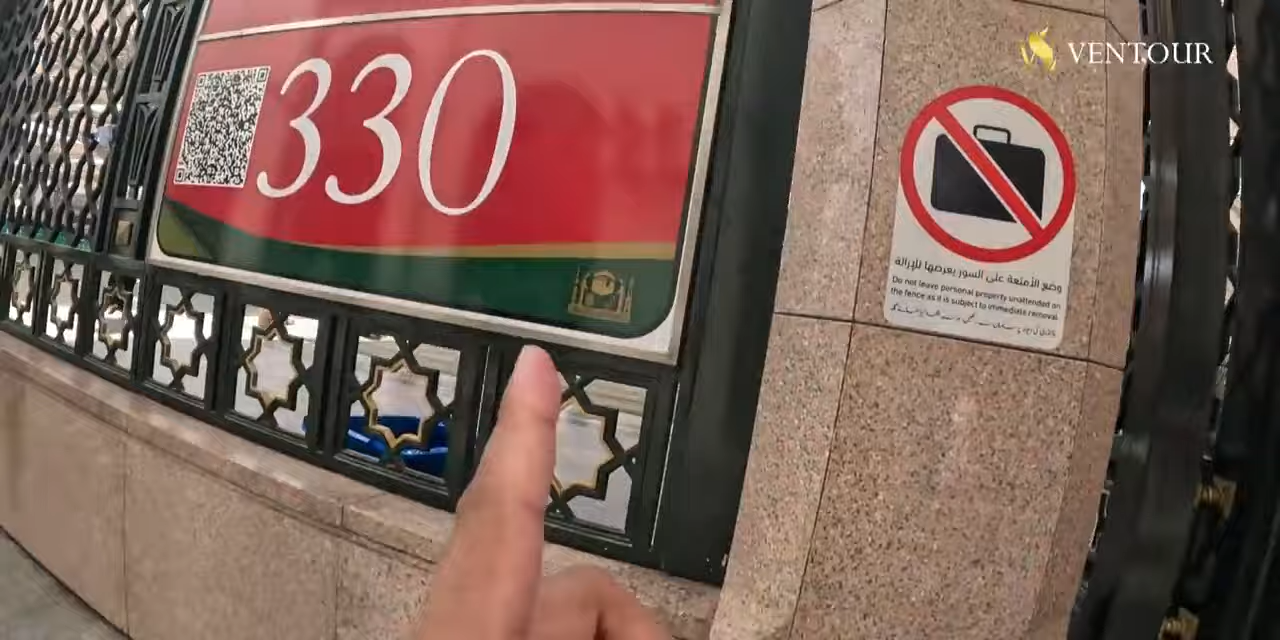 VENTOUR
330
وضع الأمتعة على السور يعرضها للإزالة
Do not leave personal property unattended on
the fence as it is subject to immediate removal.